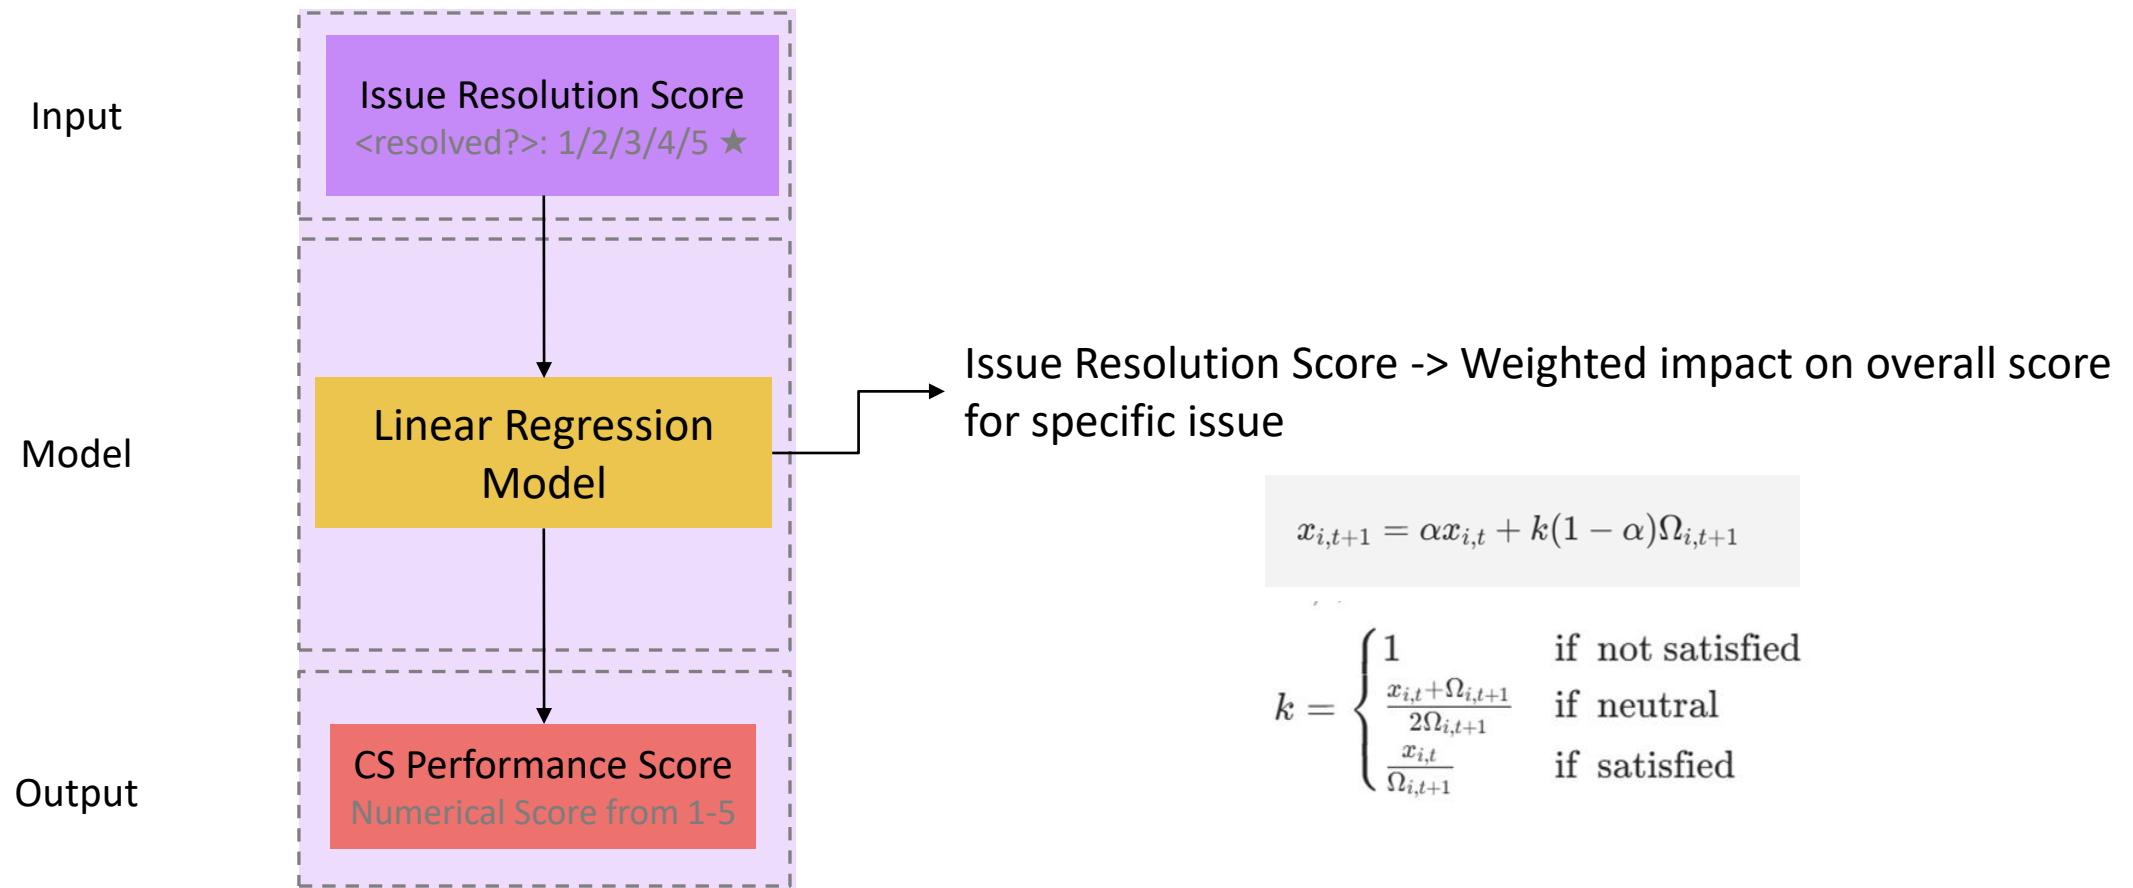 Input
Issue Resolution Score
<resolved?>: 1/2/3/4/5 ★
Model
Linear Regression
Model
Issue Resolution Score -> Weighted impact on overall score
for specific issue
x_{i,t+1} = αx_{i,t} + k(1 − α)Ω_{i,t+1}
k = { 1 if not satisfied
\frac{x_{i,t}+Ω_{i,t+1}}{2Ω_{i,t+1}} if neutral
\frac{x_{i,t}}{Ω_{i,t+1}} if satisfied
Output
CS Performance Score
Numerical Score from 1-5